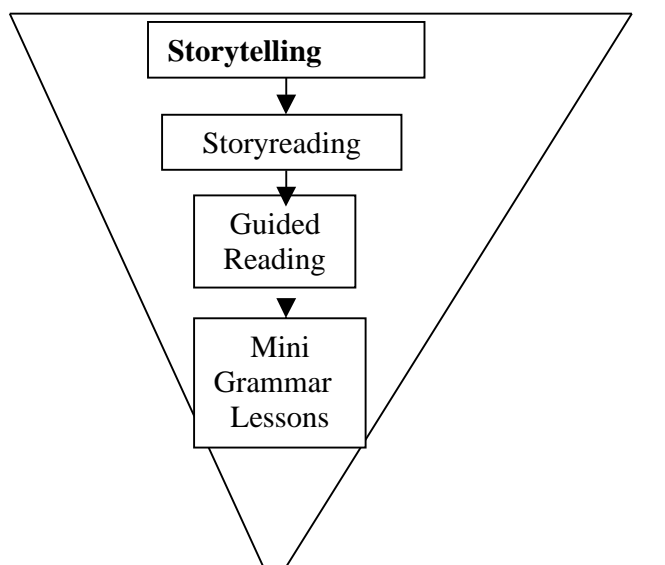 Storytelling
Storyreading
Guided
Reading
Mini
Grammar
Lessons